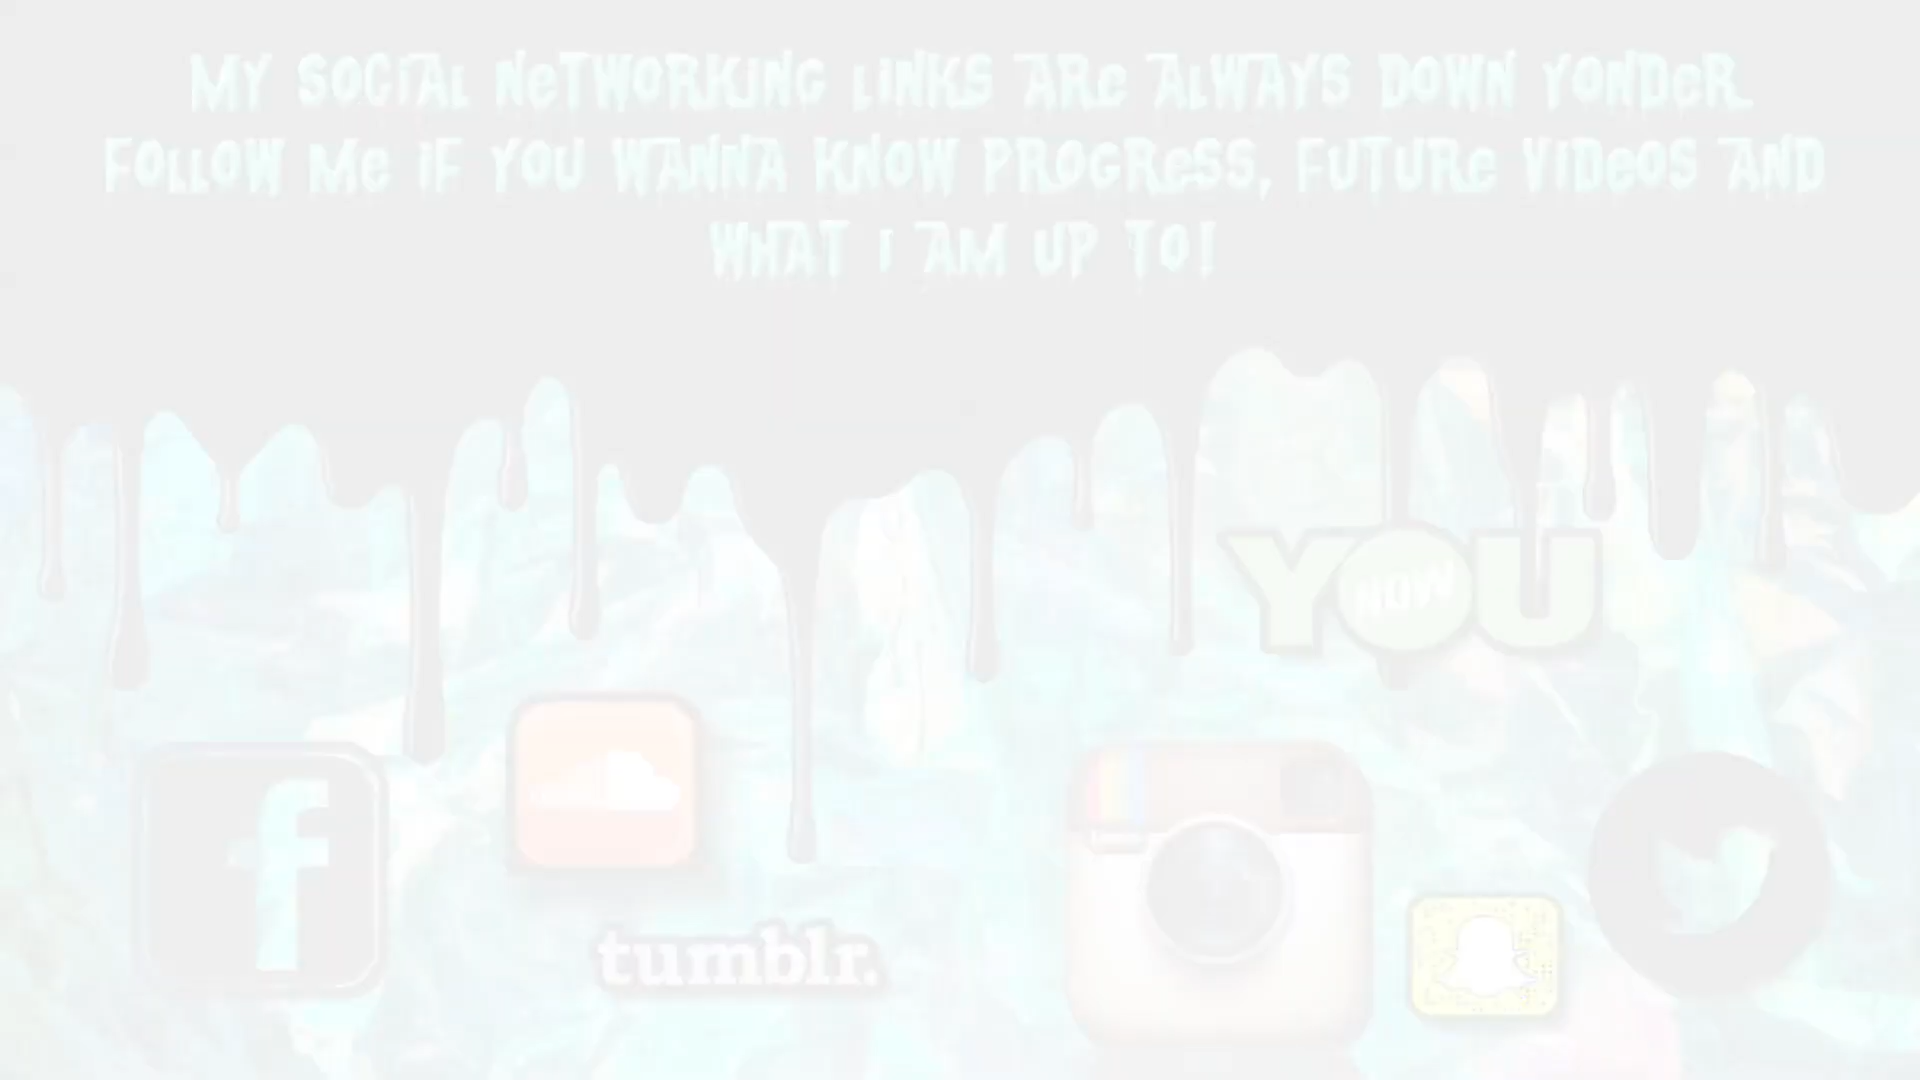 MY SOCIAL NeTWORKING LINKS ARe ALWAYS DOWN YONDeR
FOLLOW Me iF YOU WANNA KNOW PROGReSS, FUTURe ViDeOS AND
WHAT I AM UP TO!
YOU
NOW
f
tumblr.